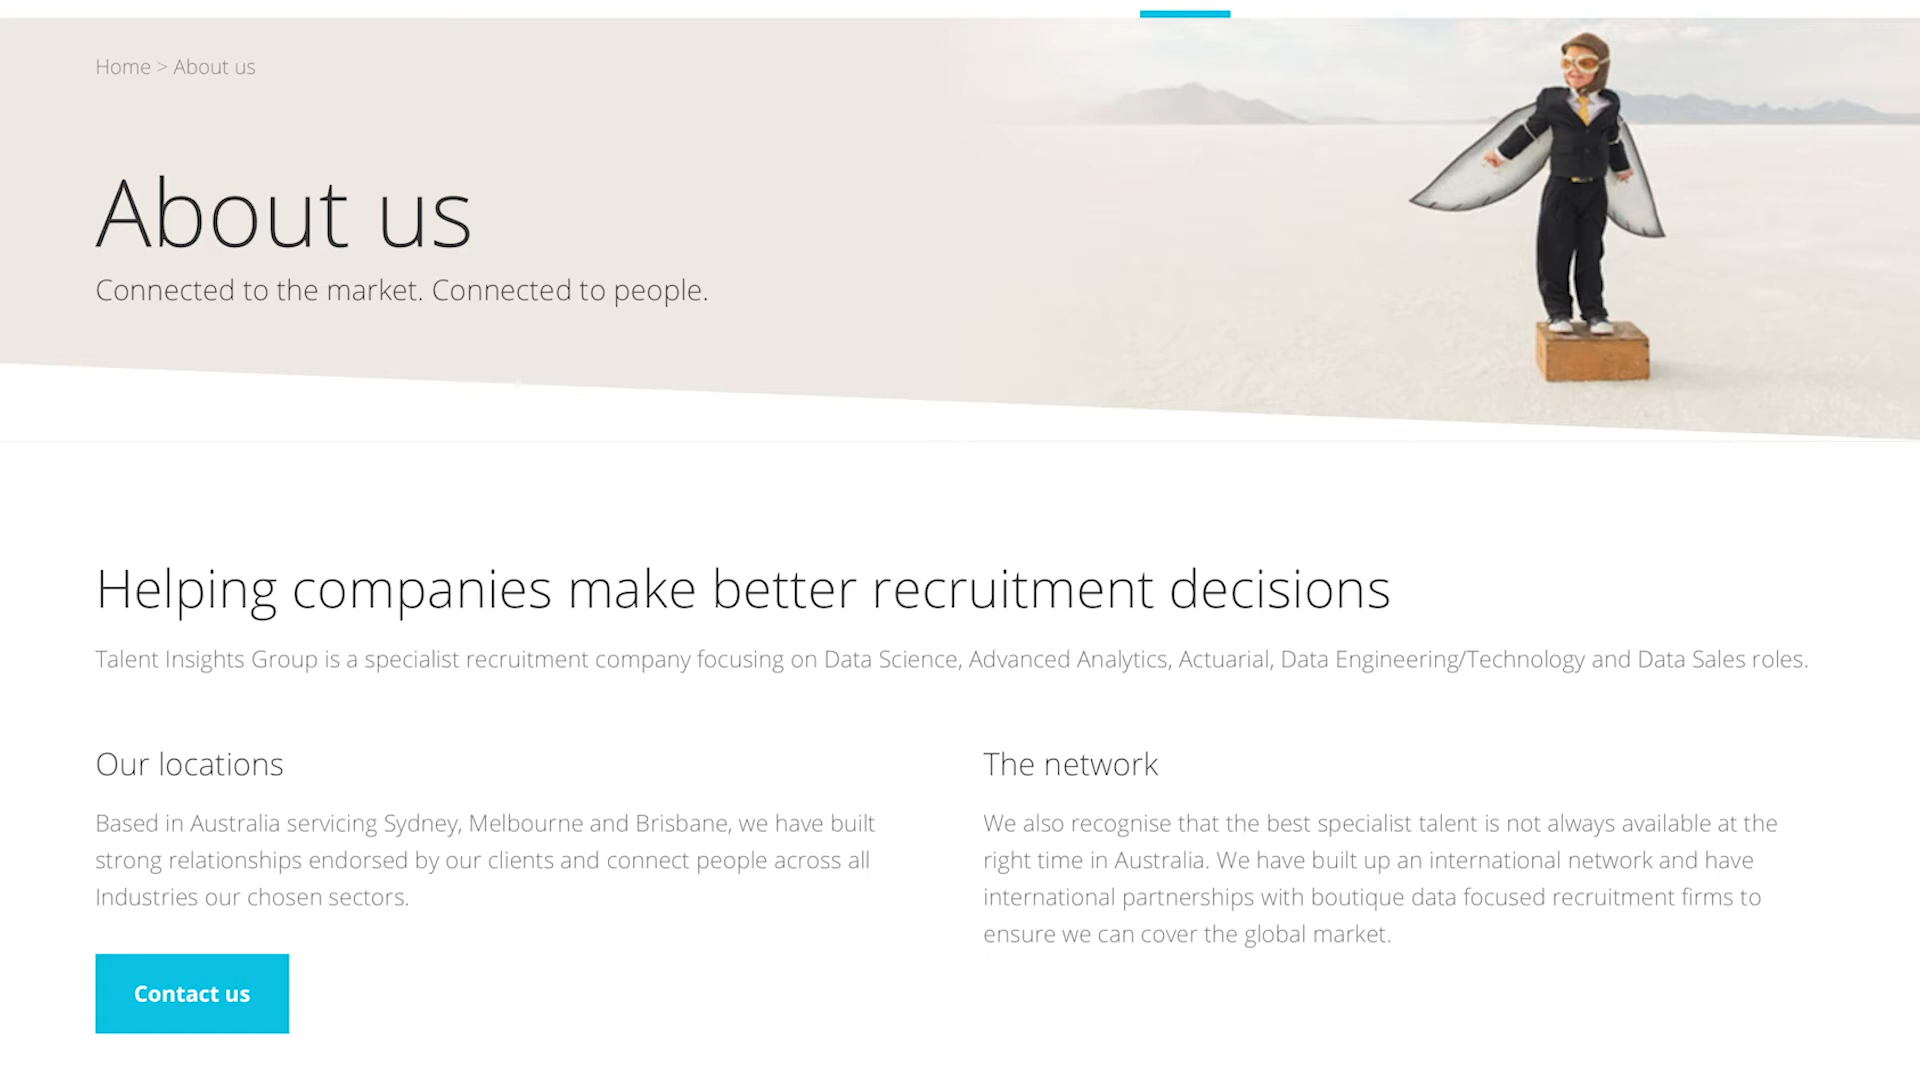 Home > About us
About us
Connected to the market. Connected to people.
Helping companies make better recruitment decisions
Talent Insights Group is a specialist recruitment company focusing on Data Science, Advanced Analytics, Actuarial, Data Engineering/Technology and Data Sales roles.
Our locations
Based in Australia servicing Sydney, Melbourne and Brisbane, we have built
strong relationships endorsed by our clients and connect people across all
Industries our chosen sectors.
Contact us
The network
We also recognise that the best specialist talent is not always available at the
right time in Australia. We have built up an international network and have
international partnerships with boutique data focused recruitment firms to
ensure we can cover the global market.